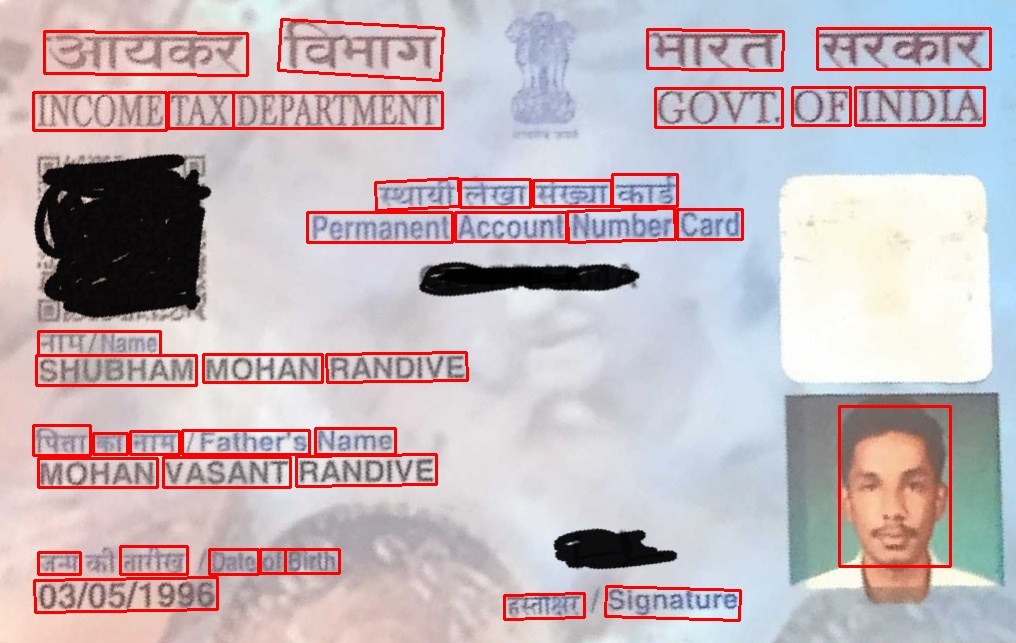 आयकर विभाग
INCOME TAX DEPARTMENT
भारत सरकार
GOVT. OF INDIA
स्थायी लेखा संख्या कार्ड
Permanent Account Number Card
नाम/Name
SHUBHAM MOHAN RANDIVE
पिता का नाम/Father's Name
MOHAN VASANT RANDIVE
जन्म की तारीख/Date of Birth
03/05/1996
हस्ताक्षर/Signature